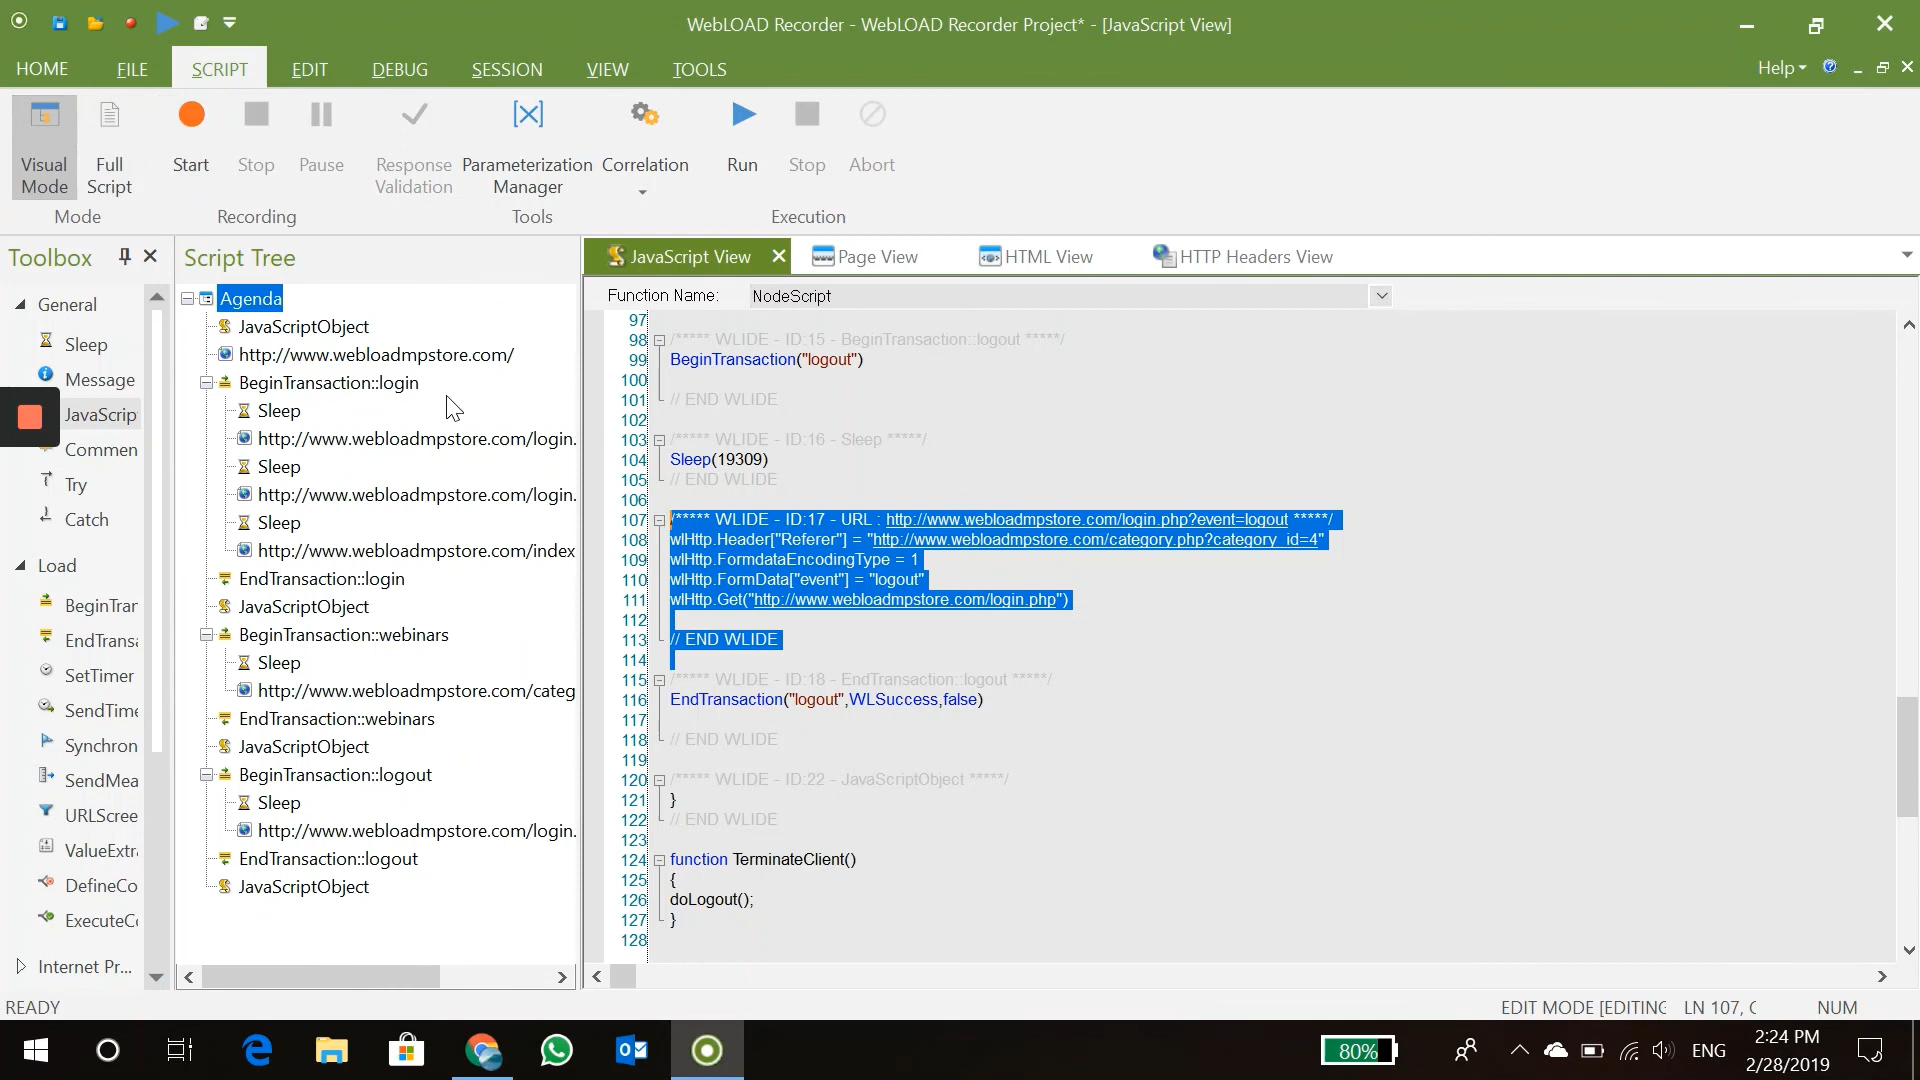 WebLOAD Recorder - WebLOAD Recorder Project* - [JavaScript View]
HOME
FILE
SCRIPT
EDIT
DEBUG
SESSION
VIEW
TOOLS
Help
Visual Mode
Full Script
Start
Stop
Pause
Response Validation
Parameterization Manager
Correlation
Run
Stop
Abort
Mode
Recording
Tools
Execution
Toolbox
General
Sleep
Message
JavaScrip
Commen
Try
Catch
Load
BeginTrar
EndTransa
SetTimer
SendTime
Synchron
SendMea
URLScree
ValueExtra
DefineCo
ExecuteCo
Internet Pr...
Script Tree
Agenda
JavaScriptObject
http://www.webloadmpstore.com/
BeginTransaction::login
Sleep
http://www.webloadmpstore.com/login.
Sleep
http://www.webloadmpstore.com/login.
Sleep
http://www.webloadmpstore.com/index
EndTransaction::login
JavaScriptObject
BeginTransaction::webinars
Sleep
http://www.webloadmpstore.com/categ
EndTransaction::webinars
JavaScriptObject
BeginTransaction::logout
Sleep
http://www.webloadmpstore.com/login.
EndTransaction::logout
JavaScriptObject
JavaScript View
Page View
HTML View
HTTP Headers View
Function Name: NodeScript
97
98 /***** WLIDE - ID:15 - BeginTransaction::logout *****/
99 BeginTransaction("logout")
100
101 // END WLIDE
102
103 /***** WLIDE - ID:16 - Sleep *****/
104 Sleep(19309)
105 // END WLIDE
106
107 /***** WLIDE - ID:17 - URL : http://www.webloadmpstore.com/login.php?event=logout *****/
108 wlHttp.Header["Referer"] = "http://www.webloadmpstore.com/category.php?category_id=4"
109 wlHttp.FormdataEncodingType = 1
110 wlHttp.FormData["event"] = "logout"
111 wlHttp.Get("http://www.webloadmpstore.com/login.php")
112
113 // END WLIDE
114
115 /***** WLIDE - ID:18 - EndTransaction::logout *****/
116 EndTransaction("logout",WLSuccess,false)
117
118 // END WLIDE
119
120 /***** WLIDE - ID:22 - JavaScriptObject *****/
121 }
122 // END WLIDE
123
124 function TerminateClient()
125 {
126 doLogout();
127 }
128
READY
EDIT MODE [EDITING
LN 107, C
NUM
80%
ENG
2:24 PM
2/28/2019